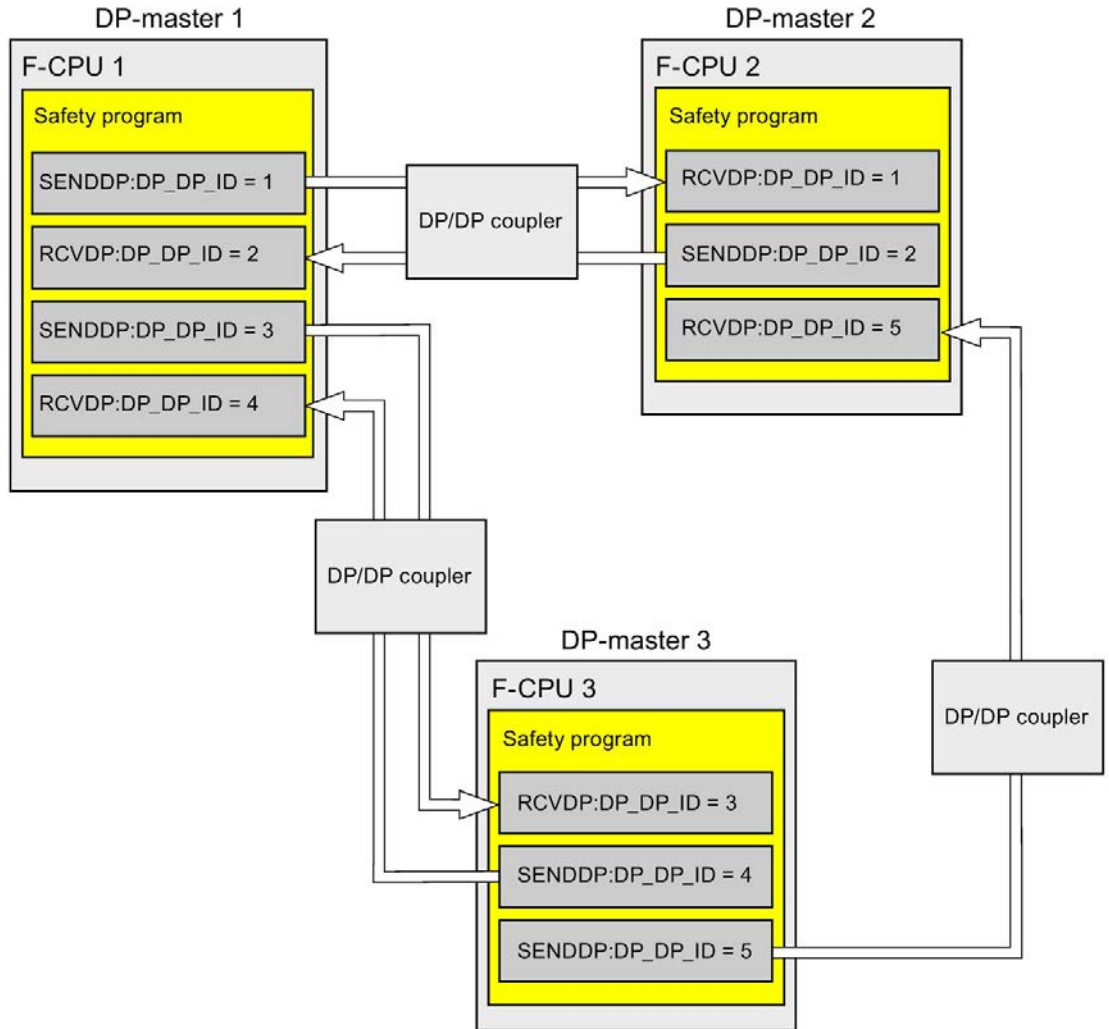 DP-master 1
F-CPU 1
Safety program
SENDDP:DP_DP_ID = 1
RCVDP:DP_DP_ID = 2
SENDDP:DP_DP_ID = 3
RCVDP:DP_DP_ID = 4
DP/DP coupler
DP-master 2
F-CPU 2
Safety program
RCVDP:DP_DP_ID = 1
SENDDP:DP_DP_ID = 2
RCVDP:DP_DP_ID = 5
DP/DP coupler
DP-master 3
F-CPU 3
Safety program
RCVDP:DP_DP_ID = 3
SENDDP:DP_DP_ID = 4
SENDDP:DP_DP_ID = 5
DP/DP coupler